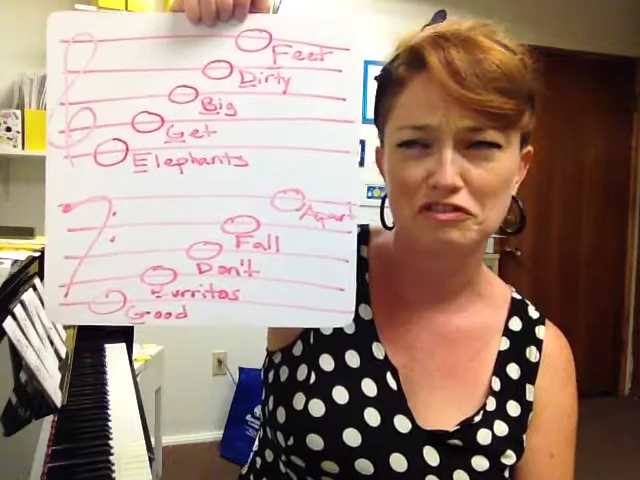 Feet
Dirty
Big
Get
Elephants
Apart
Fall
Don't
Burritos
Good